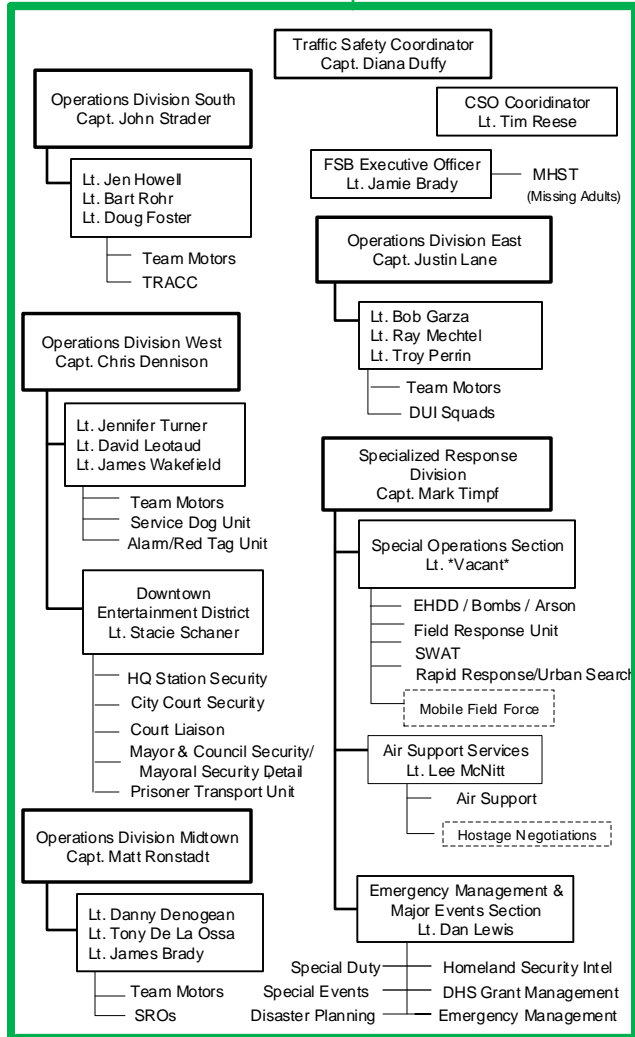 Traffic Safety Coordinator
Capt. Diana Duffy
Operations Division South
Capt. John Strader
CSO Cooridinator
Lt. Tim Reese
FSB Executive Officer
Lt. Jamie Brady
MHST
(Missing Adults)
Lt. Jen Howell
Lt. Bart Rohr
Lt. Doug Foster
Team Motors
TRACC
Operations Division East
Capt. Justin Lane
Lt. Bob Garza
Lt. Ray Mechtel
Lt. Troy Perrin
Team Motors
DUI Squads
Operations Division West
Capt. Chris Dennison
Lt. Jennifer Turner
Lt. David Leotaud
Lt. James Wakefield
Team Motors
Service Dog Unit
Alarm/Red Tag Unit
Downtown
Entertainment District
Lt. Stacie Schaner
HQ Station Security
City Court Security
Court Liaison
Mayor & Council Security/
Mayoral Security Detail
Prisoner Transport Unit
Specialized Response
Division
Capt. Mark Timpf
Special Operations Section
Lt. *Vacant*
EHDD / Bombs / Arson
Field Response Unit
SWAT
Rapid Response/Urban Search
Mobile Field Force
Air Support Services
Lt. Lee McNitt
Air Support
Hostage Negotiations
Operations Division Midtown
Capt. Matt Ronstadt
Lt. Danny Denogean
Lt. Tony De La Ossa
Lt. James Brady
Team Motors
SROs
Emergency Management &
Major Events Section
Lt. Dan Lewis
Special Duty
Homeland Security Intel
Special Events
DHS Grant Management
Disaster Planning
Emergency Management